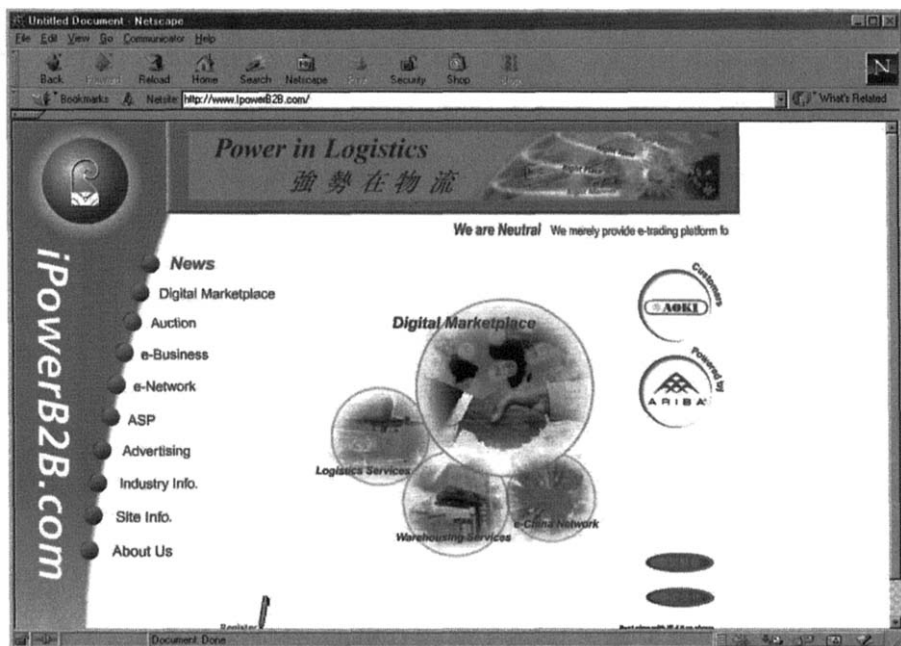 Untitled Document - Netscape
File Edit View Go Communicator Help
Back Forward Reload Home Search Netscape Print Security Shop Stop
Bookmarks Netsite: http://www.ipowerB2B.com/ What's Related
N
Power in Logistics
強勢在物流
We are Neutral We merely provide e-trading platform fo
iPowerB2B.com
News
Digital Marketplace
Auction
e-Business
e-Network
ASP
Advertising
Industry Info.
Site Info.
About Us
Digital Marketplace
Logistics Services
Warehousing Services
e-China Network
Customers
AOKI
Powered by
ARIBA
Register
Document: Done